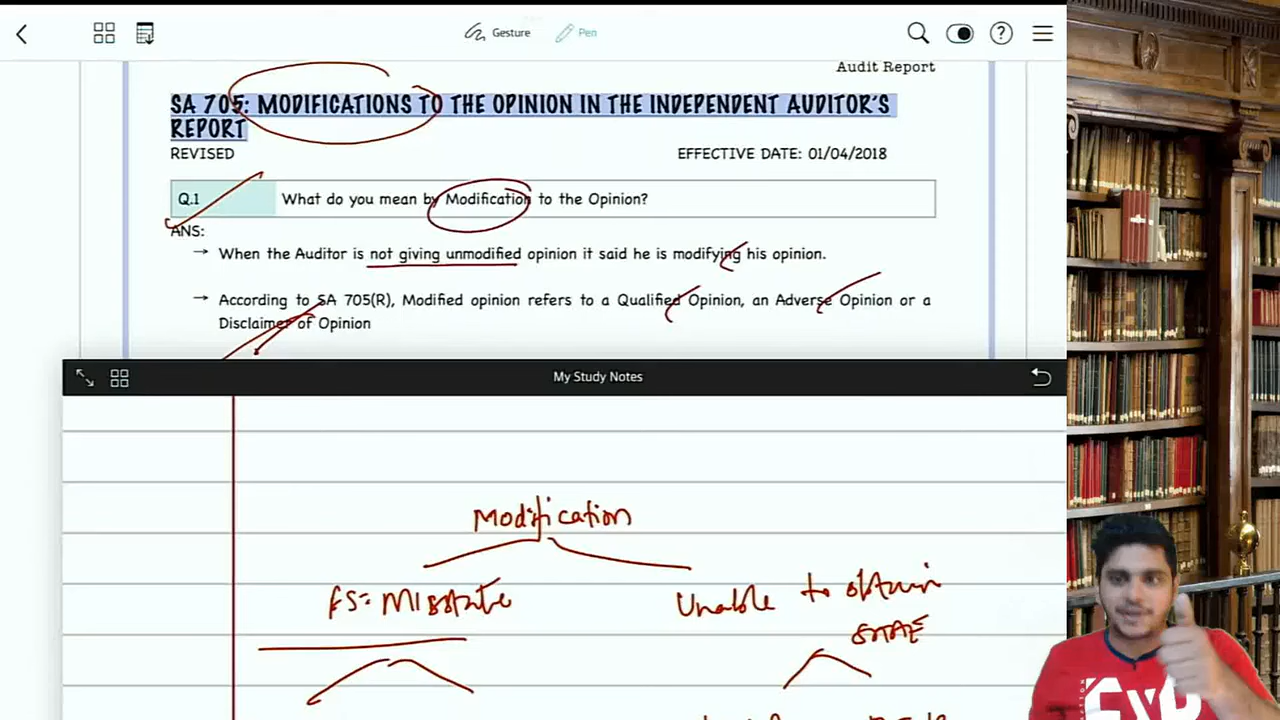 Gesture
Pen
Audit Report
SA 705: MODIFICATIONS TO THE OPINION IN THE INDEPENDENT AUDITOR'S
REPORT
REVISED
EFFECTIVE DATE: 01/04/2018
Q.1
What do you mean by Modification to the Opinion?
ANS:
→ When the Auditor is not giving unmodified opinion it said he is modifying his opinion.
→ According to SA 705(R), Modified opinion refers to a Qualified Opinion, an Adverse Opinion or a
Disclaimer of Opinion
My Study Notes
Modification
FS= Misstate
Unable to obtain
SAAE